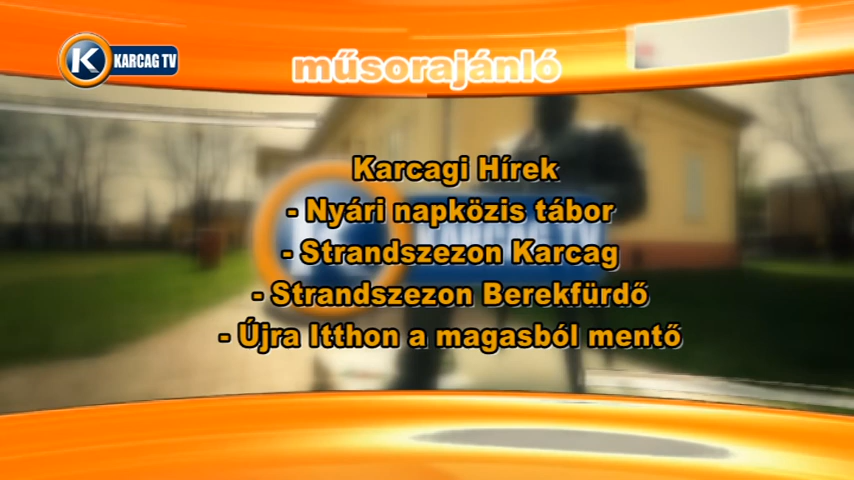 K KARCAG TV
műsorajánló
Karcagi Hírek
- Nyári napközis tábor
- Strandszezon Karcag
- Strandszezon Berekfürdő
- Újra Itthon a magasból mentő